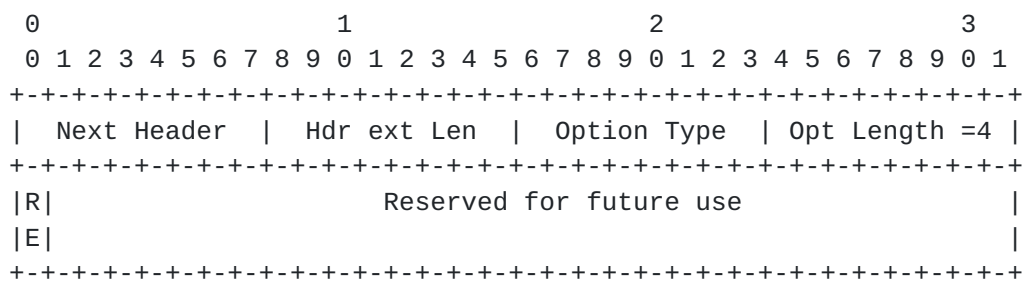 0                   1                   2                   3
 0 1 2 3 4 5 6 7 8 9 0 1 2 3 4 5 6 7 8 9 0 1 2 3 4 5 6 7 8 9 0 1
+-+-+-+-+-+-+-+-+-+-+-+-+-+-+-+-+-+-+-+-+-+-+-+-+-+-+-+-+-+-+-+-+
|  Next Header  |  Hdr ext Len  |  Option Type  | Opt Length =4 |
+-+-+-+-+-+-+-+-+-+-+-+-+-+-+-+-+-+-+-+-+-+-+-+-+-+-+-+-+-+-+-+-+
|R|                     Reserved for future use                 |
|E|                                                             |
+-+-+-+-+-+-+-+-+-+-+-+-+-+-+-+-+-+-+-+-+-+-+-+-+-+-+-+-+-+-+-+-+